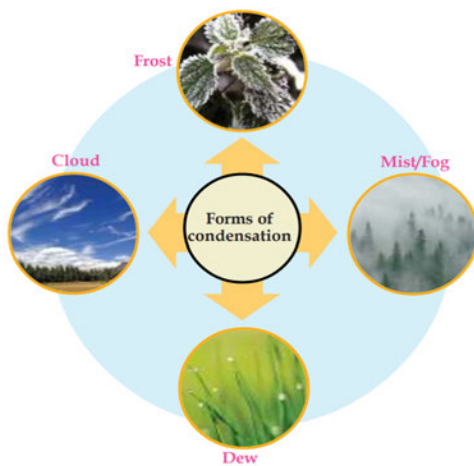 Frost
Cloud
Mist/Fog
Forms of
condensation
Dew